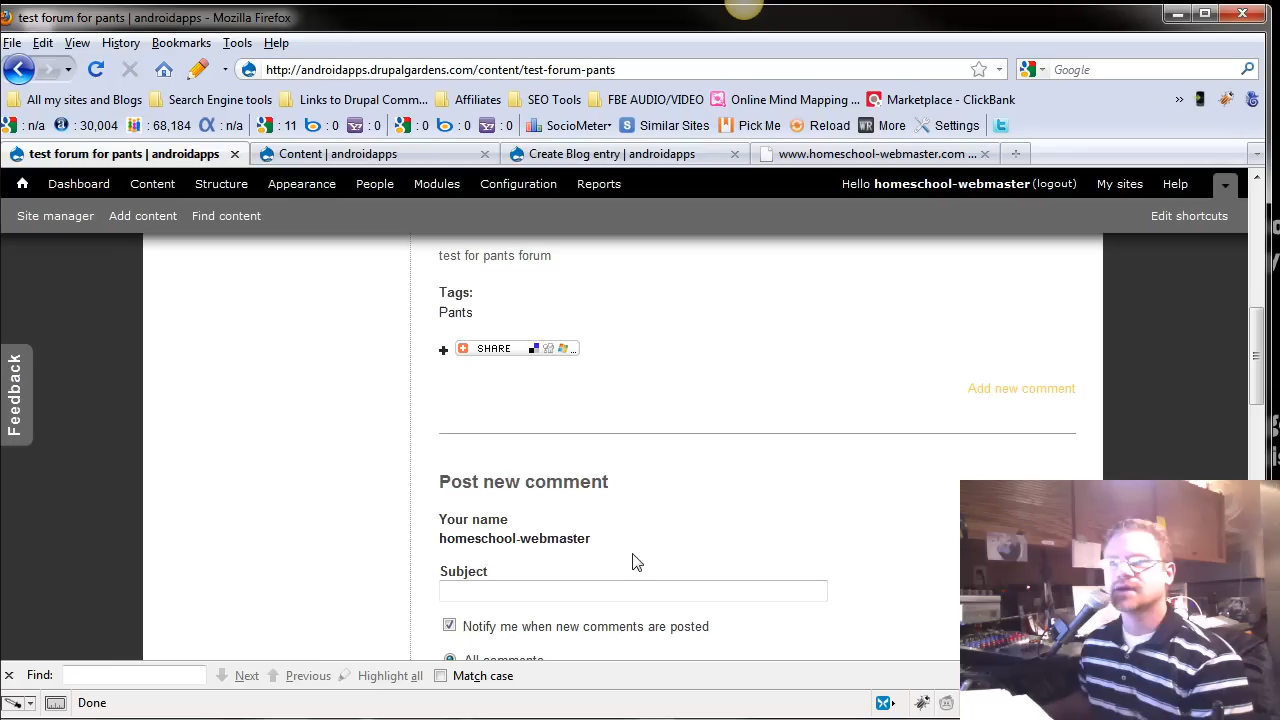 test forum for pants | androidapps - Mozilla Firefox
File Edit View History Bookmarks Tools Help
http://androidapps.drupalgardens.com/content/test-forum-pants
Google
All my sites and Blogs Search Engine tools Links to Drupal Comm... Affiliates SEO Tools FBE AUDIO/VIDEO Online Mind Mapping ... Marketplace - ClickBank »
: n/a : 30,004 : 68,184 : n/a : 11 : 0 : 0 : 0 : 0 : 0 SocioMeter Similar Sites Pick Me Reload WR More Settings
test forum for pants | androidapps Content | androidapps Create Blog entry | androidapps www.homeschool-webmaster.com ...
Dashboard Content Structure Appearance People Modules Configuration Reports Hello homeschool-webmaster (logout) My sites Help
Site manager Add content Find content Edit shortcuts
test for pants forum
Tags:
Pants
SHARE ...
Add new comment
Feedback
Post new comment
Your name
homeschool-webmaster
Subject
Notify me when new comments are posted
All comments
Find: Next Previous Highlight all Match case
Done